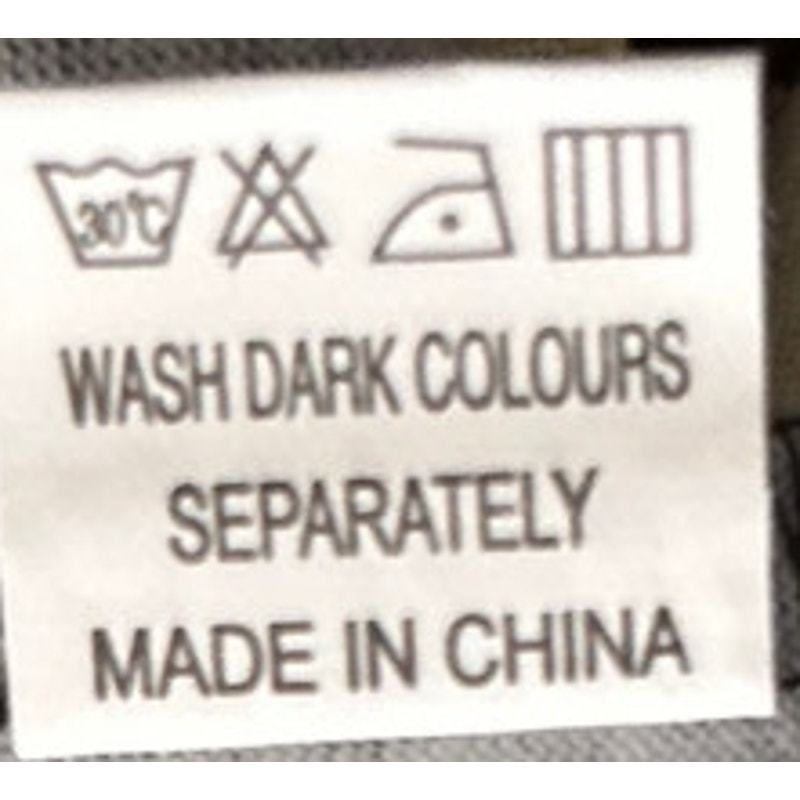 30°C
WASH DARK COLOURS
SEPARATELY
MADE IN CHINA